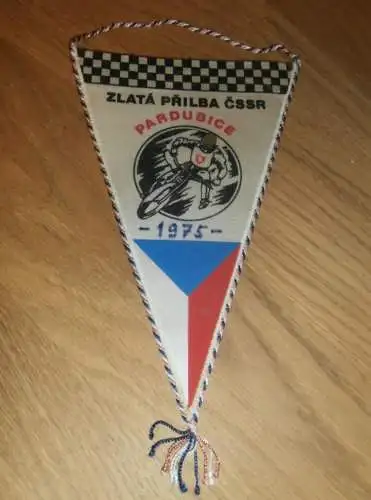 ZLATÁ PŘILBA ČSSR
PARDUBICE
-1975-